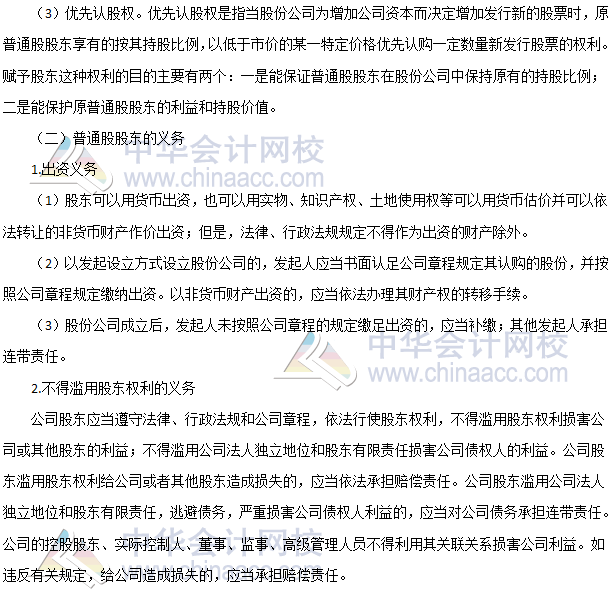 （3）优先认股权。优先认股权是指当股份公司为增加公司资本而决定增加发行新的股票时，原
普通股股东享有的按其持股比例，以低于市价的某一特定价格优先认购一定数量新发行股票的权利。
赋予股东这种权利的目的主要有两个：一是能保证普通股股东在股份公司中保持原有的持股比例；
二是能保护原普通股股东的利益和持股价值。
（二）普通股股东的义务
1.出资义务
（1）股东可以用货币出资，也可以用实物、知识产权、土地使用权等可以用货币估价并可以依
法转让的非货币财产作价出资；但是，法律、行政法规规定不得作为出资的财产除外。
（2）以发起设立方式设立股份公司的，发起人应当书面认足公司章程规定其认购的股份，并按
照公司章程规定缴纳出资。以非货币财产出资的，应当依法办理其财产权的转移手续。
（3）股份公司成立后，发起人未按照公司章程的规定缴足出资的，应当补缴；其他发起人承担
连带责任。
2.不得滥用股东权利的义务
公司股东应当遵守法律、行政法规和公司章程，依法行使股东权利，不得滥用股东权利损害公
司或其他股东的利益；不得滥用公司法人独立地位和股东有限责任损害公司债权人的利益。公司股
东滥用股东权利给公司或者其他股东造成损失的，应当依法承担赔偿责任。公司股东滥用公司法人
独立地位和股东有限责任，逃避债务，严重损害公司债权人利益的，应当对公司债务承担连带责任。
公司的控股股东、实际控制人、董事、监事、高级管理人员不得利用其关联关系损害公司利益。如
违反有关规定，给公司造成损失的，应当承担赔偿责任。
中华会计网校
www.chinaacc.com
中华会计网校
www.chinaacc.com
中华会计网校
www.chinaacc.com